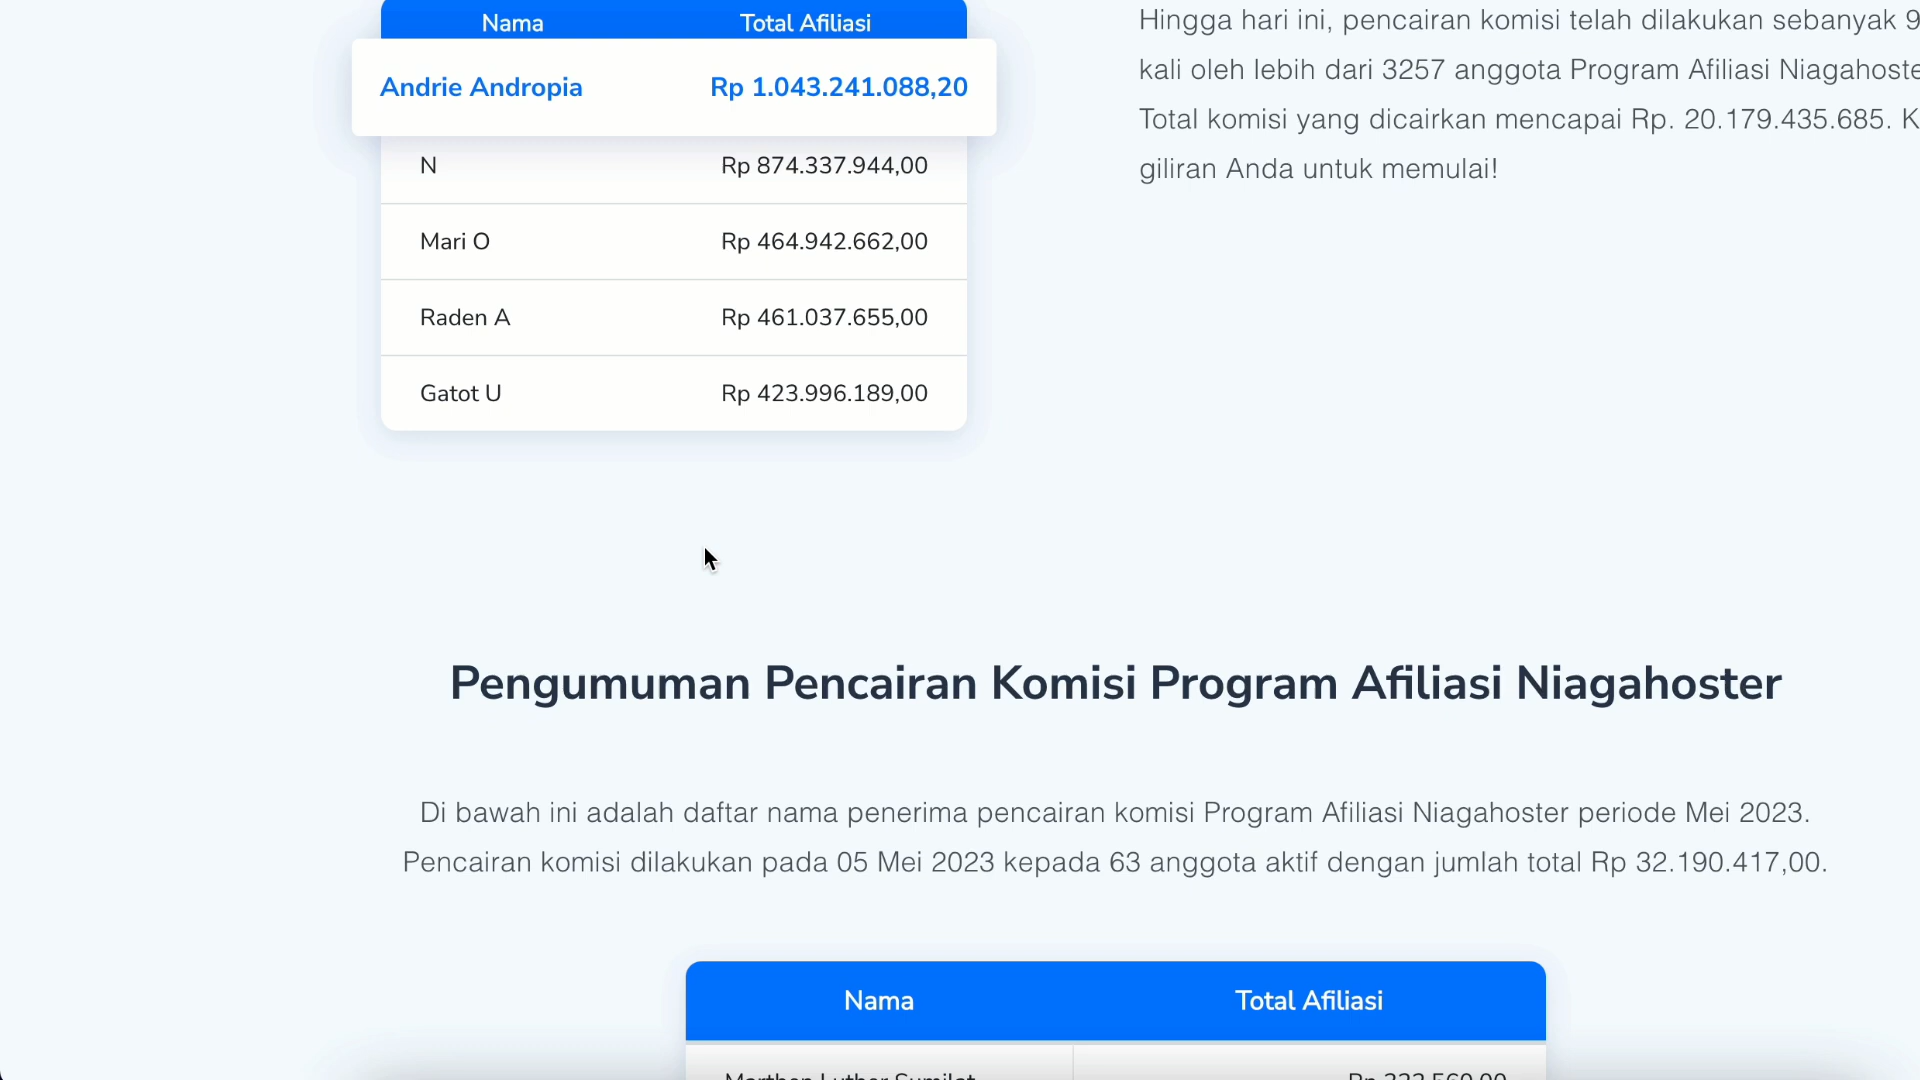 Nama Total Afiliasi
Andrie Andropia Rp 1.043.241.088,20
N Rp 874.337.944,00
Mari O Rp 464.942.662,00
Raden A Rp 461.037.655,00
Gatot U Rp 423.996.189,00
Hingga hari ini, pencairan komisi telah dilakukan sebanyak
kali oleh lebih dari 3257 anggota Program Afiliasi
Total komisi yang dicairkan mencapai Rp. 20.179.435.685.
giliran Anda untuk memulai!
Pengumuman Pencairan Komisi Program Afiliasi Niagahoster
Di bawah ini adalah daftar nama penerima pencairan komisi Program Afiliasi Niagahoster periode Mei 2023.
Pencairan komisi dilakukan pada 05 Mei 2023 kepada 63 anggota aktif dengan jumlah total Rp 32.190.417,00.
Nama Total Afiliasi